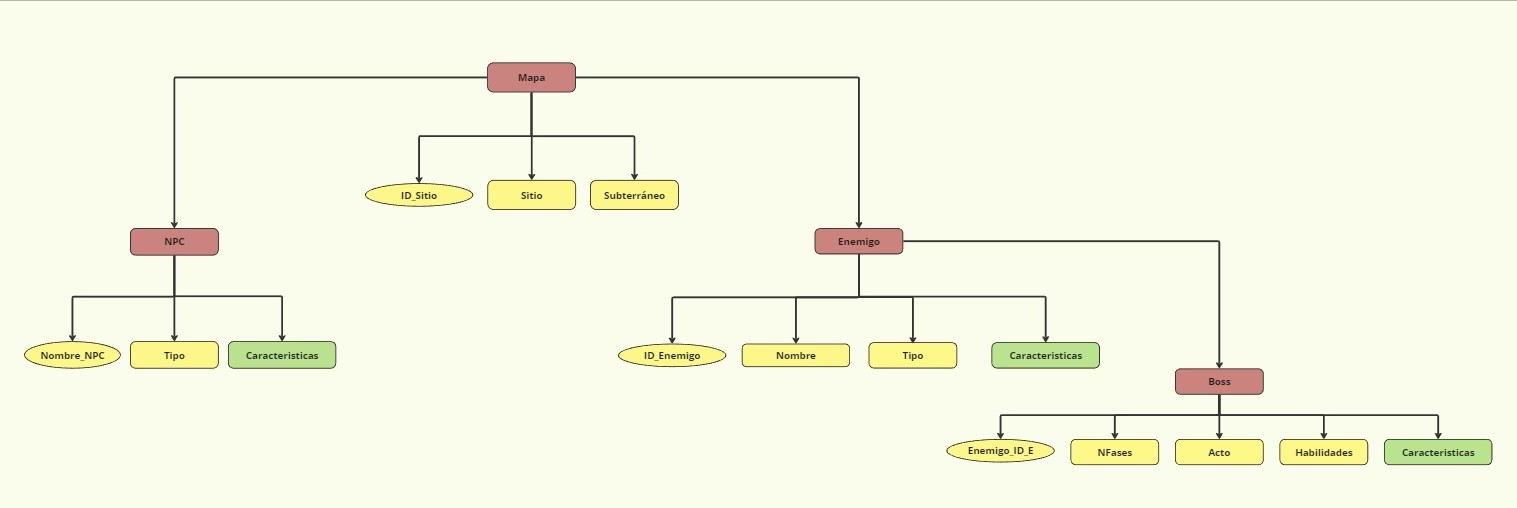 Mapa
ID_Sitio
Sitio
Subterráneo
NPC
Enemigo
Nombre_NPC
Tipo
Caracteristicas
ID_Enemigo
Nombre
Tipo
Caracteristicas
Boss
Enemigo_ID_E
NFases
Acto
Habilidades
Caracteristicas